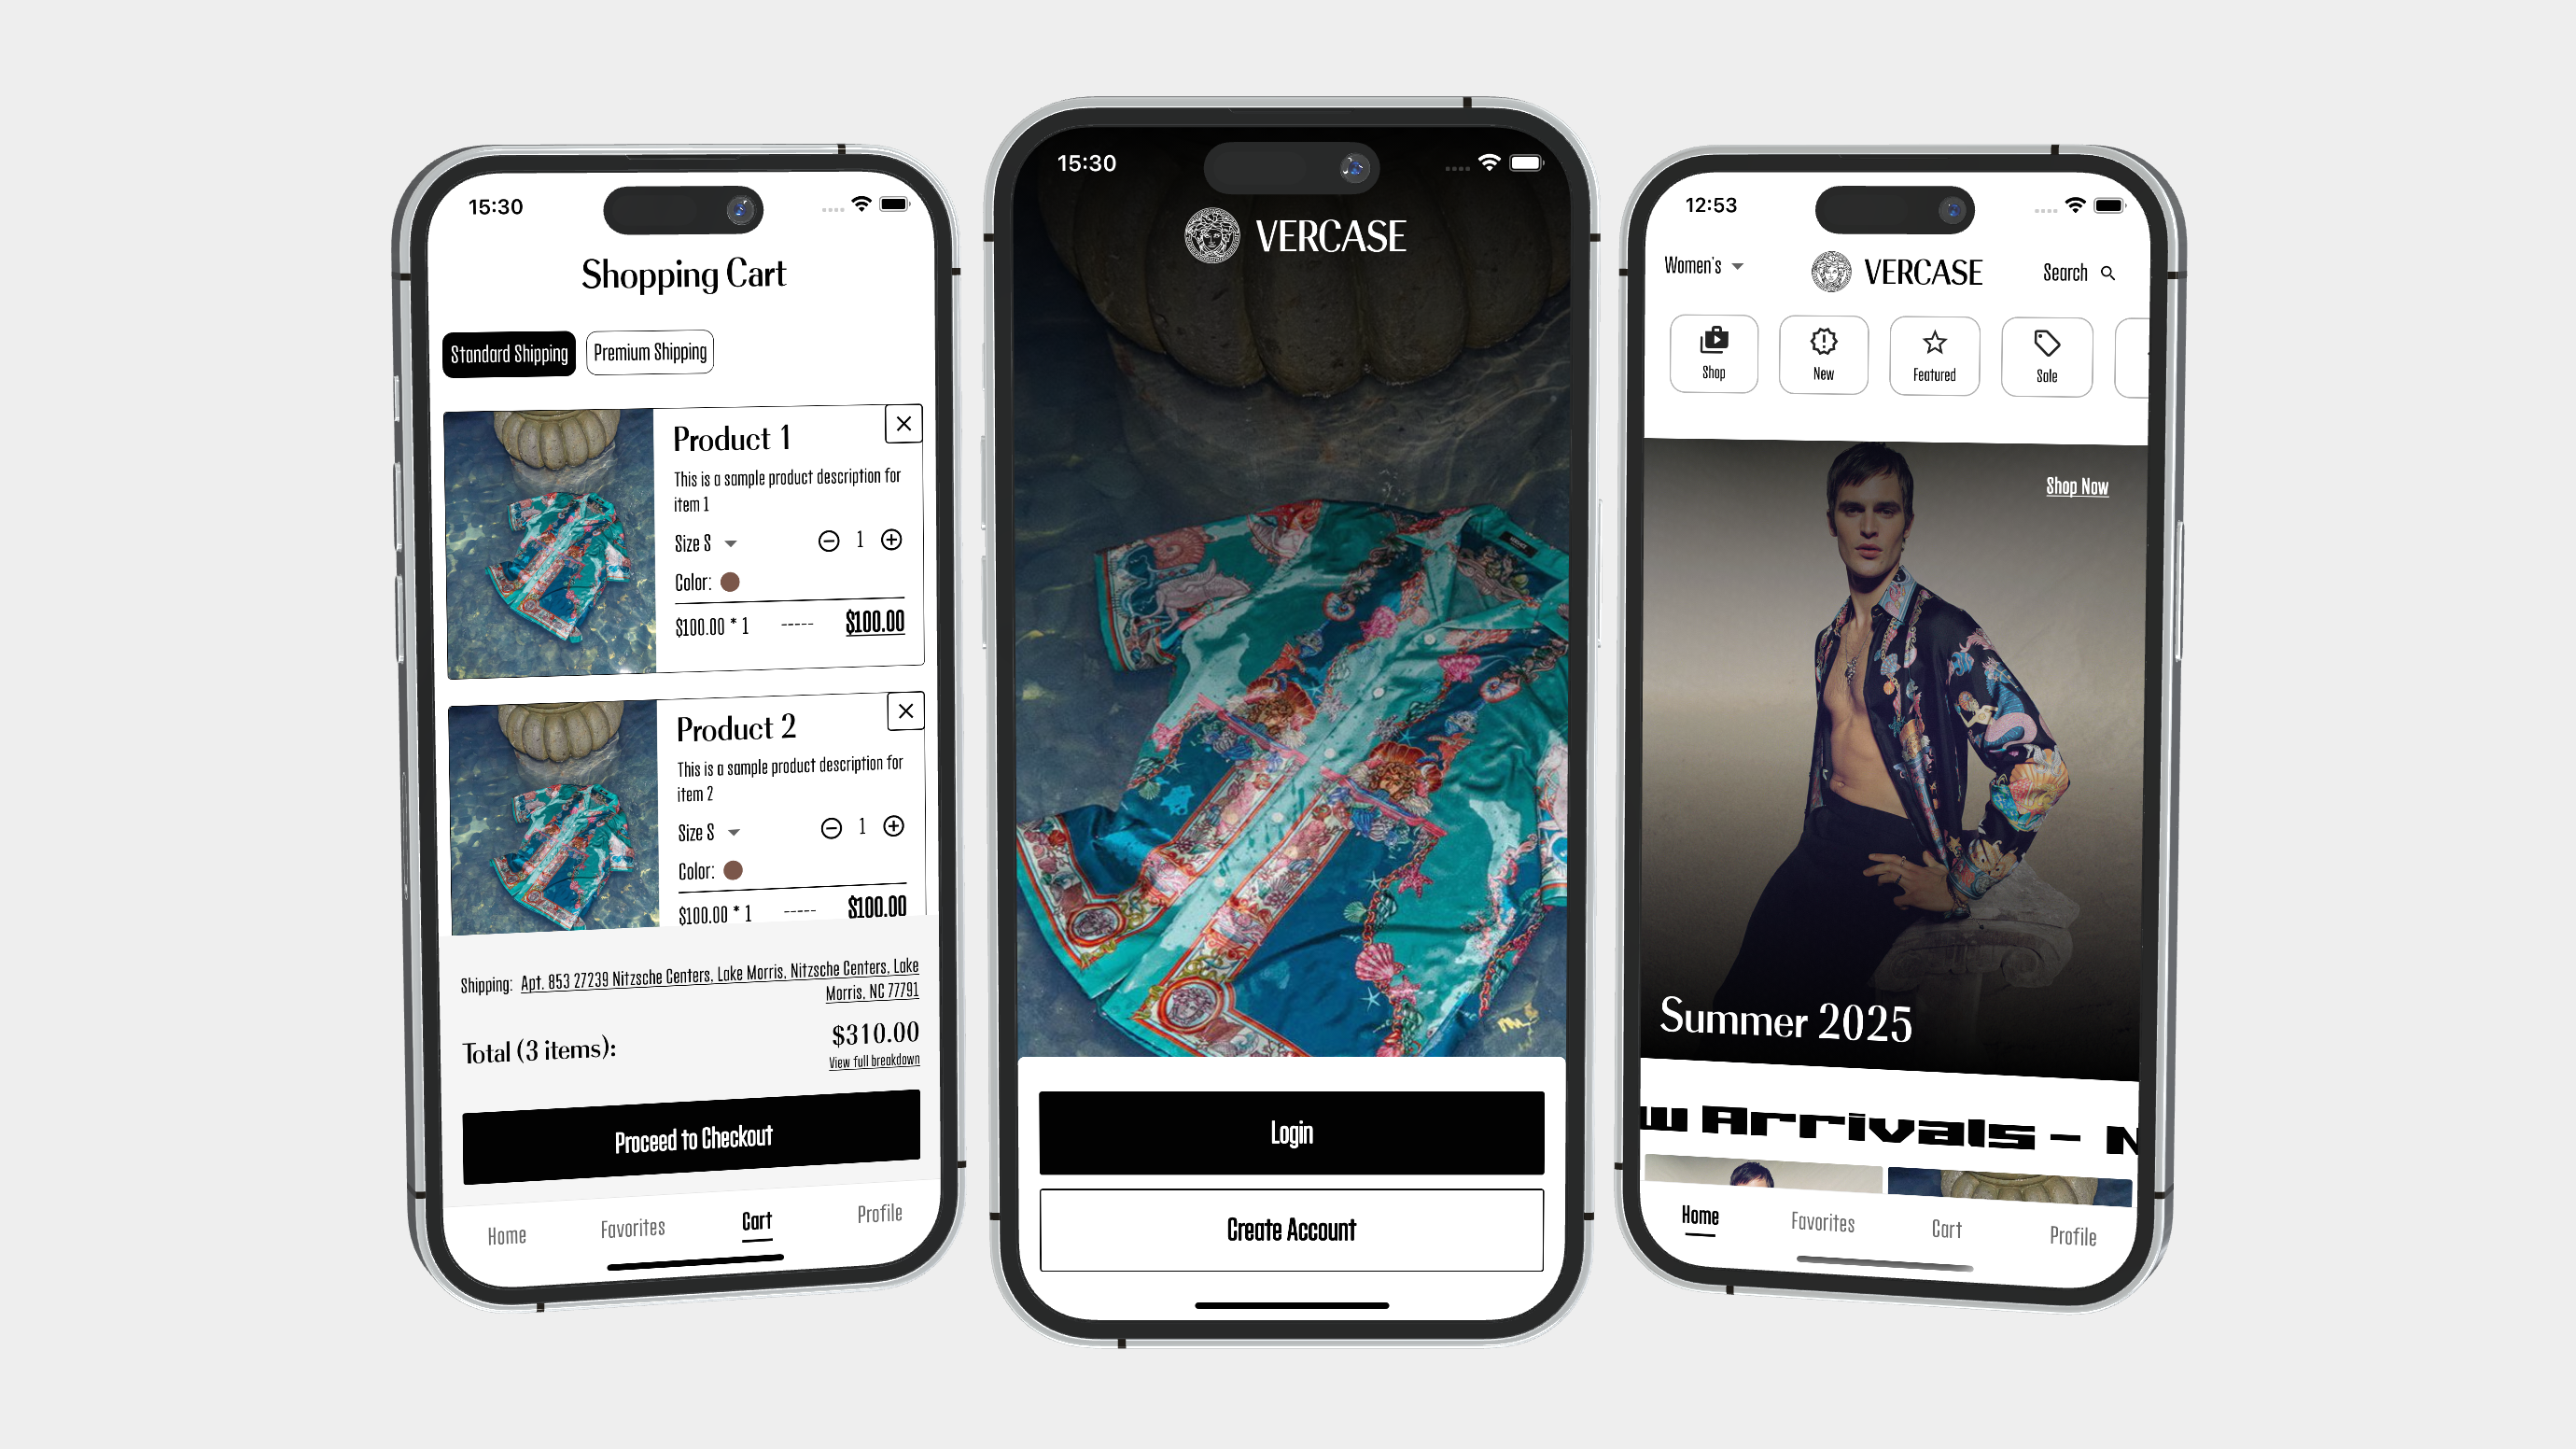 15:30
Shopping Cart
Standard Shipping
Premium Shipping
Product 1
This is a sample product description for
item 1
Size S
1
Color:
$100.00 * 1 ----- $100.00
Product 2
This is a sample product description for
item 2
Size S
1
Color:
$100.00 * 1 ----- $100.00
Shipping: Apt. 853 27239 Nitzsche Centers, Lake Morris, Nitzsche Centers, Lake
Morris, NC 77791
Total (3 items):
$310.00
View full breakdown
Proceed to Checkout
Home Favorites Cart Profile
15:30
VERCASE
Login
Create Account
12:53
Women's
VERCASE
Search
Shop New Featured Sale
Shop Now
Summer 2025
w Arrivals - N
Home Favorites Cart Profile